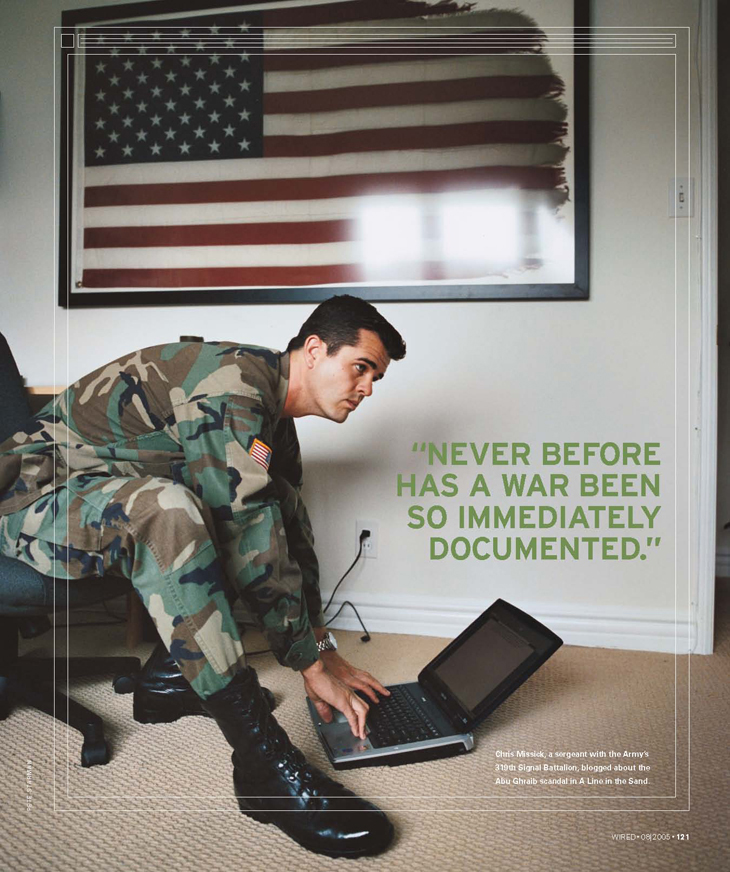 “NEVER BEFORE
HAS A WAR BEEN
SO IMMEDIATELY
DOCUMENTED.”
Chris Missick, a sergeant with the Army's
319th Signal Battalion, blogged about the
Abu Ghraib scandal in A Line in the Sand.
WIRED • 08|2005 • 121